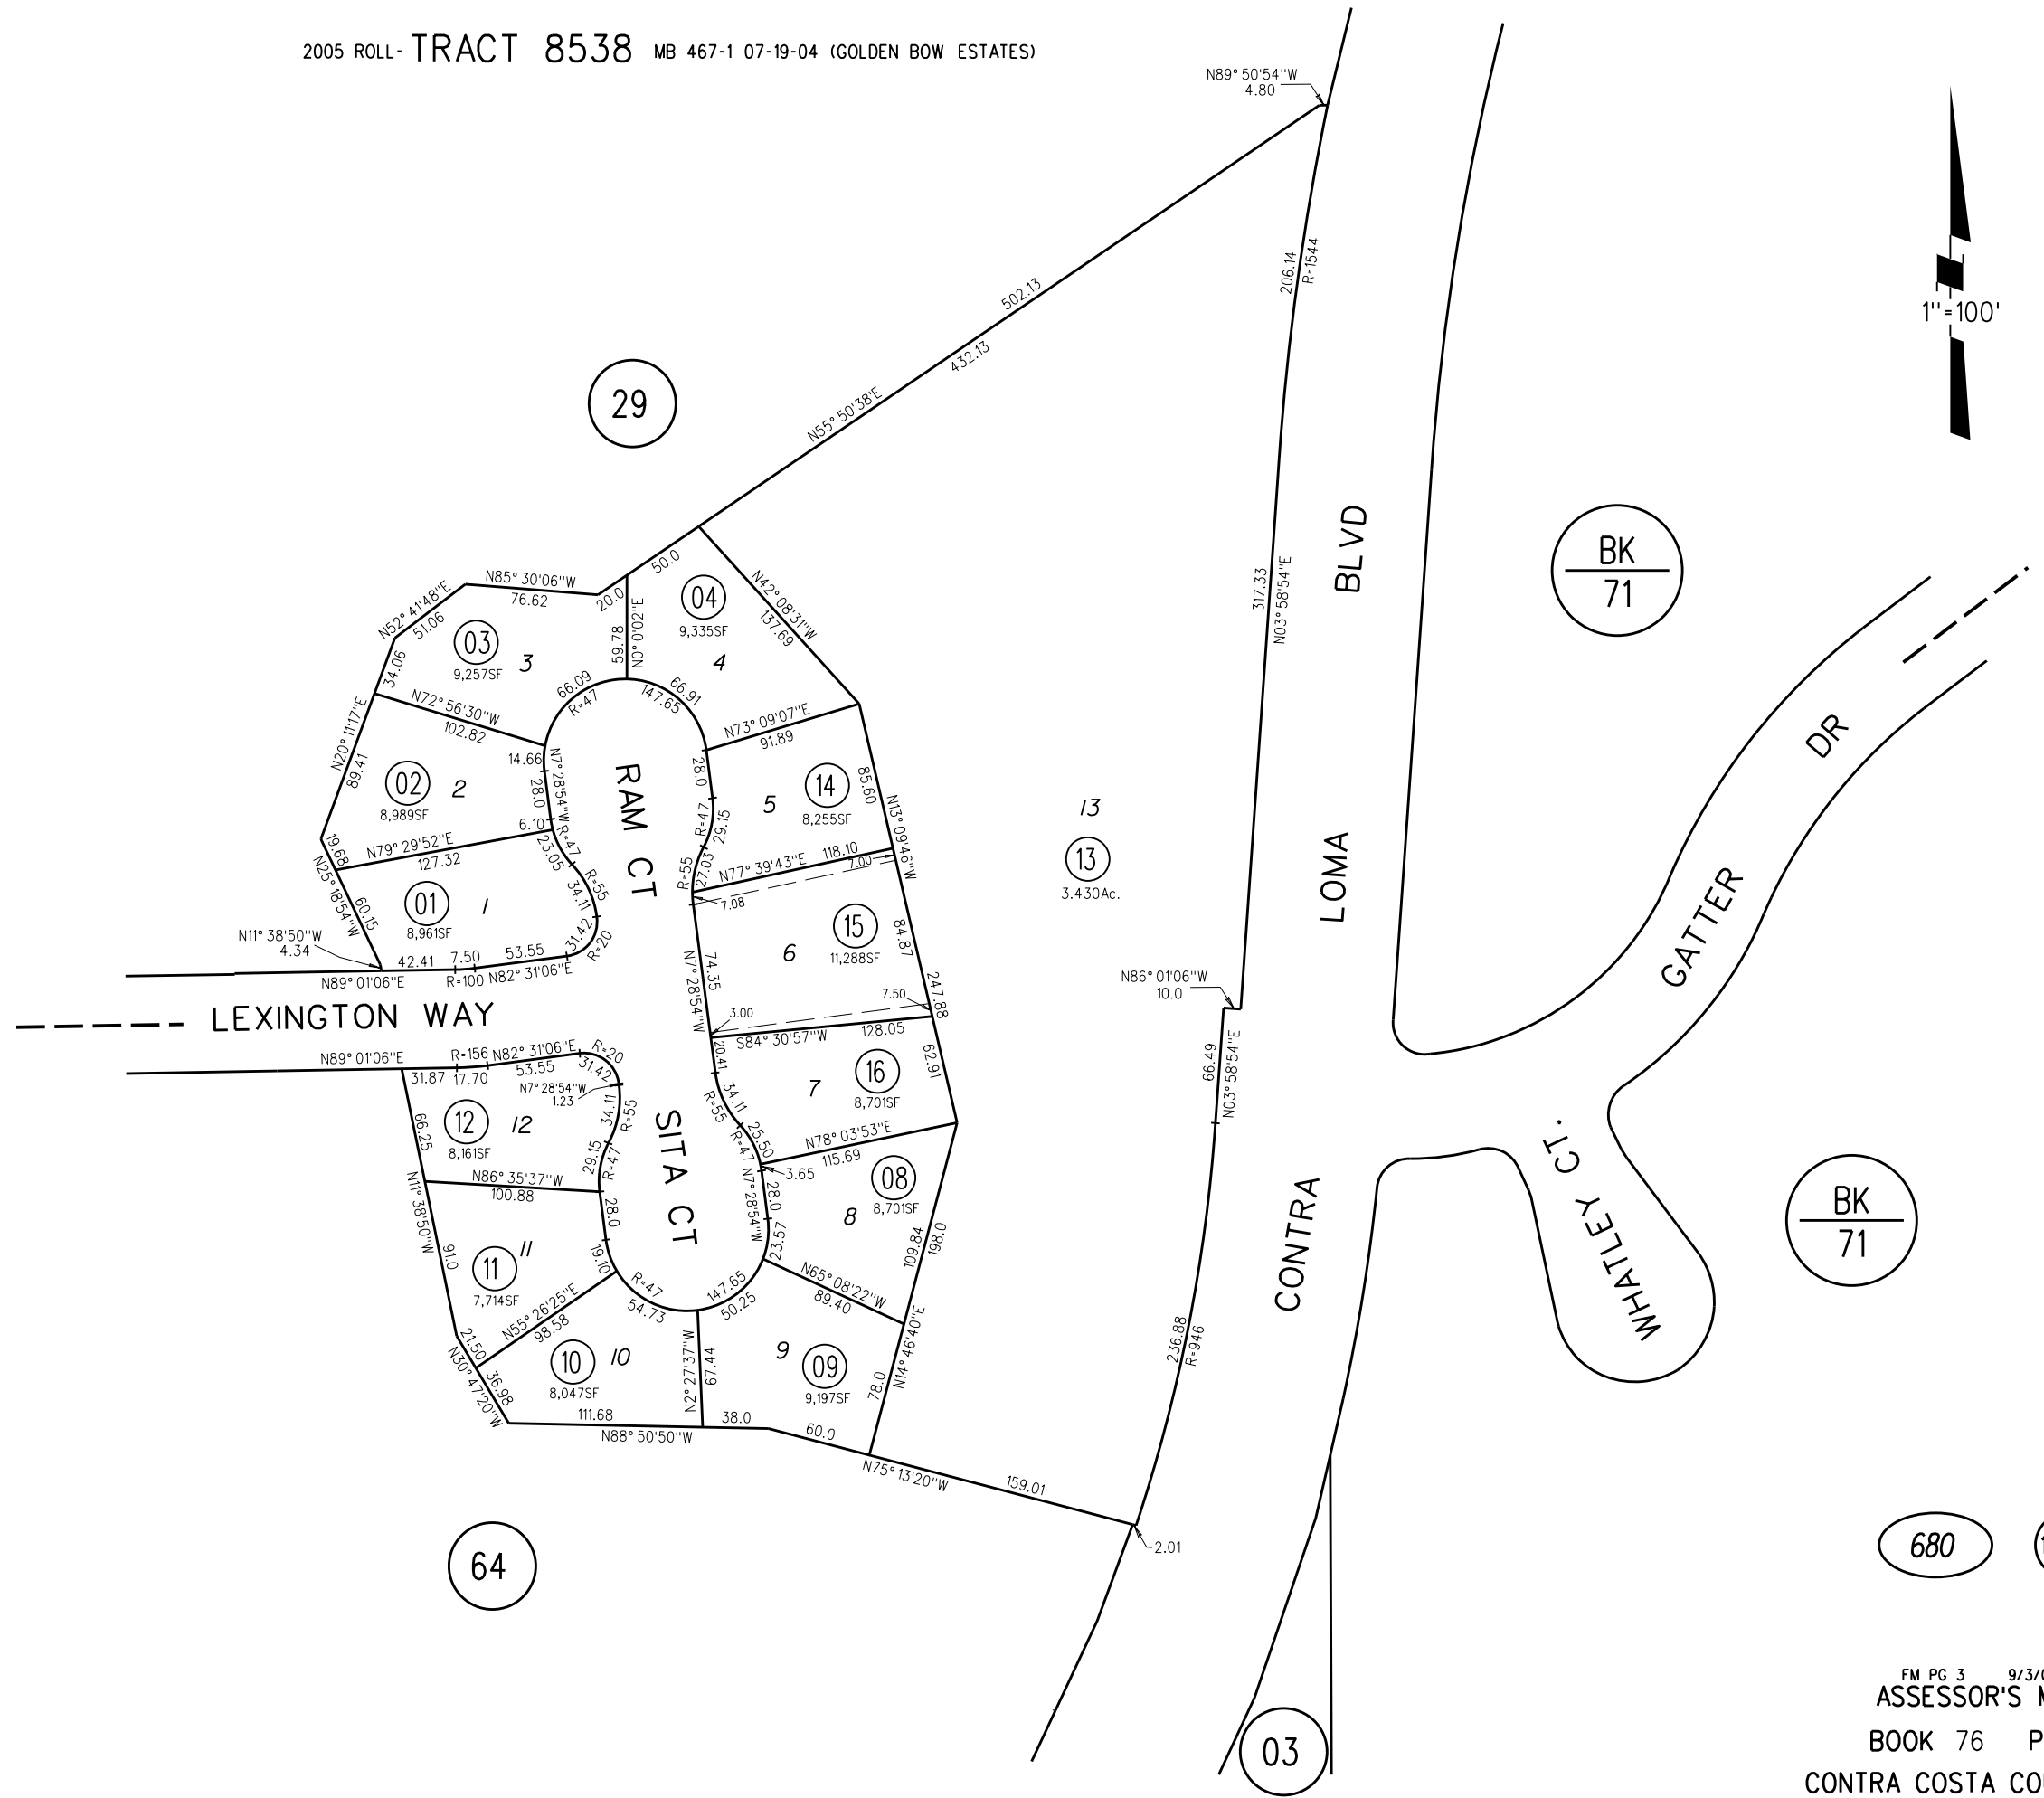 2005 ROLL- TRACT 8538 MB 467-1 07-19-04 (GOLDEN BOW ESTATES)
N89°50'54"W
4.80
1"=100'
206.14
R=1544
502.13
432.13
N55°50'38"E
29
BK
71
BLVD
317.33
N03°58'54"E
50.0
20.0
N85°30'06"W
76.62
N52°41'48"E
51.06
03
9,257SF
3
34.06
59.78
N0°0'02"E
04
9,335SF
4
N42°08'31"W
137.69
66.09
R=47
66.91
147.65
N72°56'30"W
102.82
N20°11'17"E
89.41
02
8,989SF
2
14.66
28.0
N7°28'54"W
6.10
R=47
23.05
RAM CT
N73°09'07"E
91.89
28.0
R=47
29.15
5
14
8,255SF
85.60
N13°09'46"W
13
13
3.430Ac.
LOMA
DR
GATTER
19.68
N25°18'54"W
60.15
N79°29'52"E
127.32
01
8,961SF
1
R=55
34.11
31.42
R=20
R=55
27.03
N77°39'43"E
118.10
7.00
7.08
N11°38'50"W
4.34
42.41
7.50
53.55
N89°01'06"E
R=100
N82°31'06"E
6
15
11,288SF
84.87
247.88
74.35
N7°28'54"W
7.50
3.00
S84°30'57"W
128.05
N86°01'06"W
10.0
LEXINGTON WAY
N89°01'06"E
R=156
N82°31'06"E
R=20
31.87
17.70
53.55
31.42
N7°28'54"W
1.23
20.41
34.11
R=55
7
16
8,701SF
62.91
66.49
N03°58'54"E
66.25
12
8,161SF
12
34.11
R=55
29.15
R=47
SITA CT
25.50
R=47
N78°03'53"E
115.69
3.65
N86°35'37"W
100.88
N11°38'50"W
91.0
28.0
N7°28'54"W
28.0
23.57
08
8,701SF
8
109.84
198.0
WHATLEY CT.
BK
71
CONTRA
11
11
7,714SF
19.10
R=47
54.73
147.65
50.25
N65°08'22"W
89.40
N14°46'40"E
78.0
21.50
N30°47'20"W
36.98
N55°26'25"E
98.58
10
8,047SF
10
N2°27'37"W
67.44
9
09
9,197SF
236.88
R=946
111.68
38.0
60.0
N88°50'50"W
N75°13'20"W
159.01
2.01
64
680
03
FM PG 3 9/3/
ASSESSOR'S
BOOK 76 P
CONTRA COSTA CO